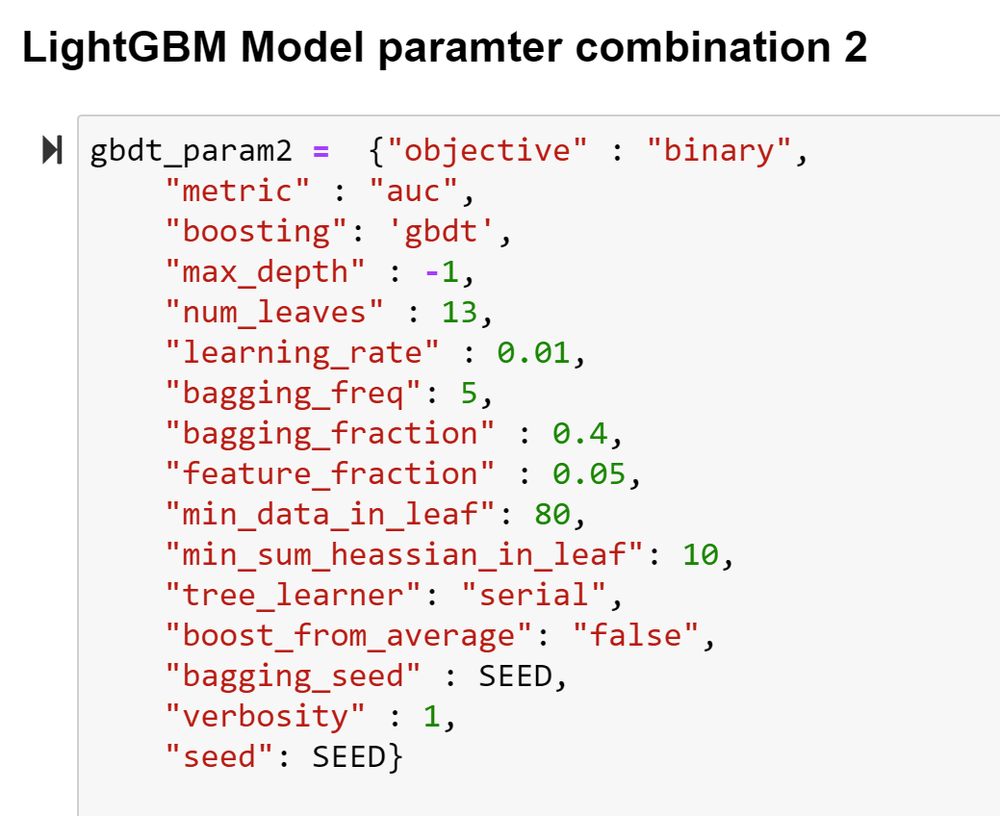 LightGBM Model paramter combination 2
gbdt_param2 =  {"objective" : "binary",
    "metric" : "auc",
    "boosting": 'gbdt',
    "max_depth" : -1,
    "num_leaves" : 13,
    "learning_rate" : 0.01,
    "bagging_freq": 5,
    "bagging_fraction" : 0.4,
    "feature_fraction" : 0.05,
    "min_data_in_leaf": 80,
    "min_sum_heassian_in_leaf": 10,
    "tree_learner": "serial",
    "boost_from_average": "false",
    "bagging_seed" : SEED,
    "verbosity" : 1,
    "seed": SEED}